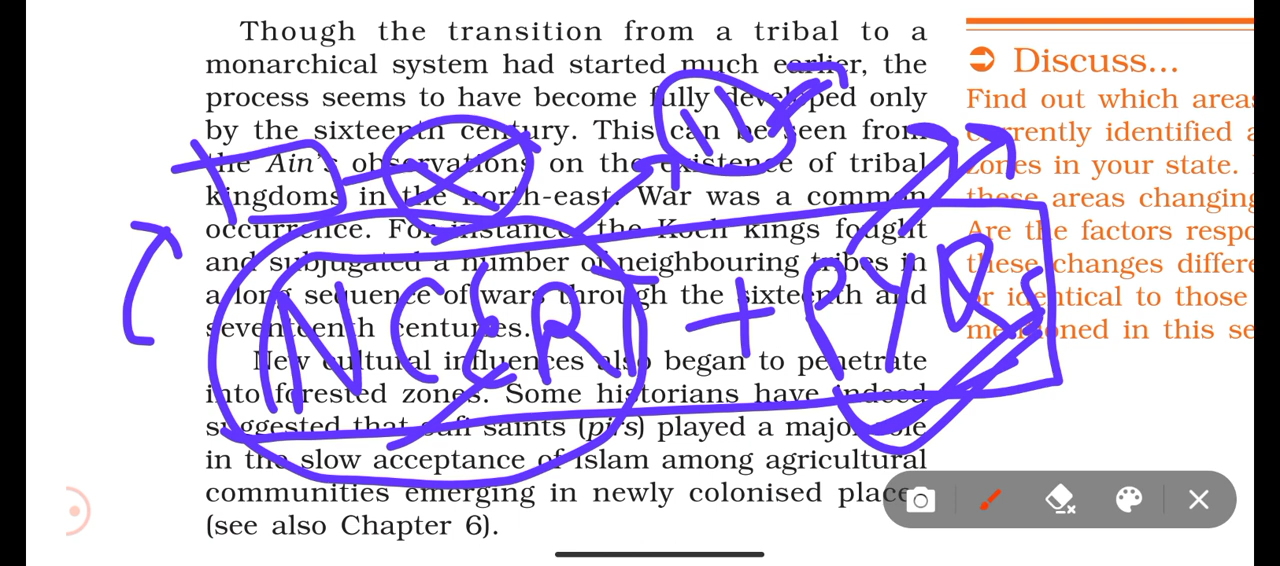 Though the transition from a tribal to a
monarchical system had started much earlier, the
process seems to have become fully developed only
by the sixteenth century. This can be seen from
the Ain's observations on the existence of tribal
kingdoms in the north-east. War was a common
occurrence. For instance, the Koch kings fought
and subjugated a number of neighbouring tribes in
a long sequence of wars through the sixteenth and
seventeenth centuries.
New cultural influences also began to penetrate
into forested zones. Some historians have indeed
suggested that sufi saints (pirs) played a major role
in the slow acceptance of Islam among agricultural
communities emerging in newly colonised places
(see also Chapter 6).
Discuss...
Find out which areas
currently identified a
zones in your state.
these areas changing
Are the factors respo
these changes differe
or identical to those
mentioned in this se
NCERT + PYQs